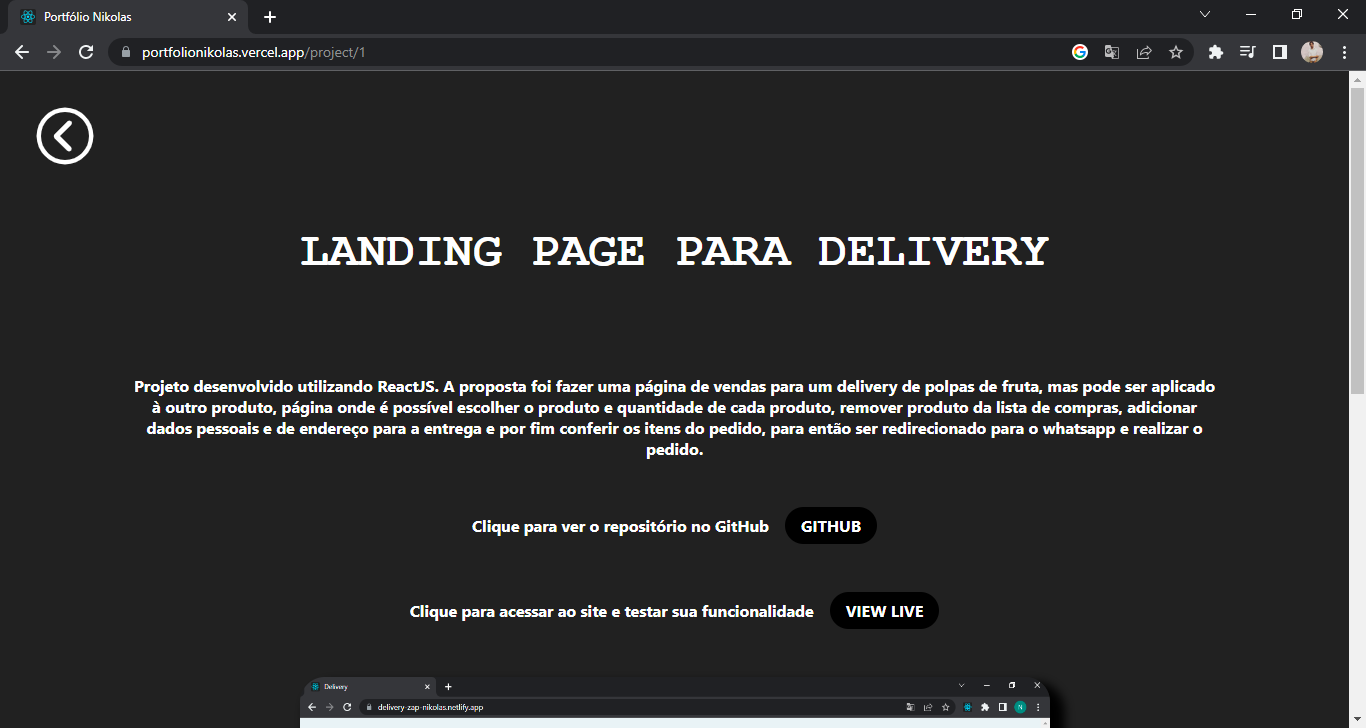 Portfólio Nikolas
portfolionikolas.vercel.app/project/1
LANDING PAGE PARA DELIVERY
Projeto desenvolvido utilizando ReactJS. A proposta foi fazer uma página de vendas para um delivery de polpas de fruta, mas pode ser aplicado
à outro produto, página onde é possível escolher o produto e quantidade de cada produto, remover produto da lista de compras, adicionar
dados pessoais e de endereço para a entrega e por fim conferir os itens do pedido, para então ser redirecionado para o whatsapp e realizar o
pedido.
Clique para ver o repositório no GitHub GITHUB
Clique para acessar ao site e testar sua funcionalidade VIEW LIVE
Delivery
delivery-zap-nikolas.netlify.app
N